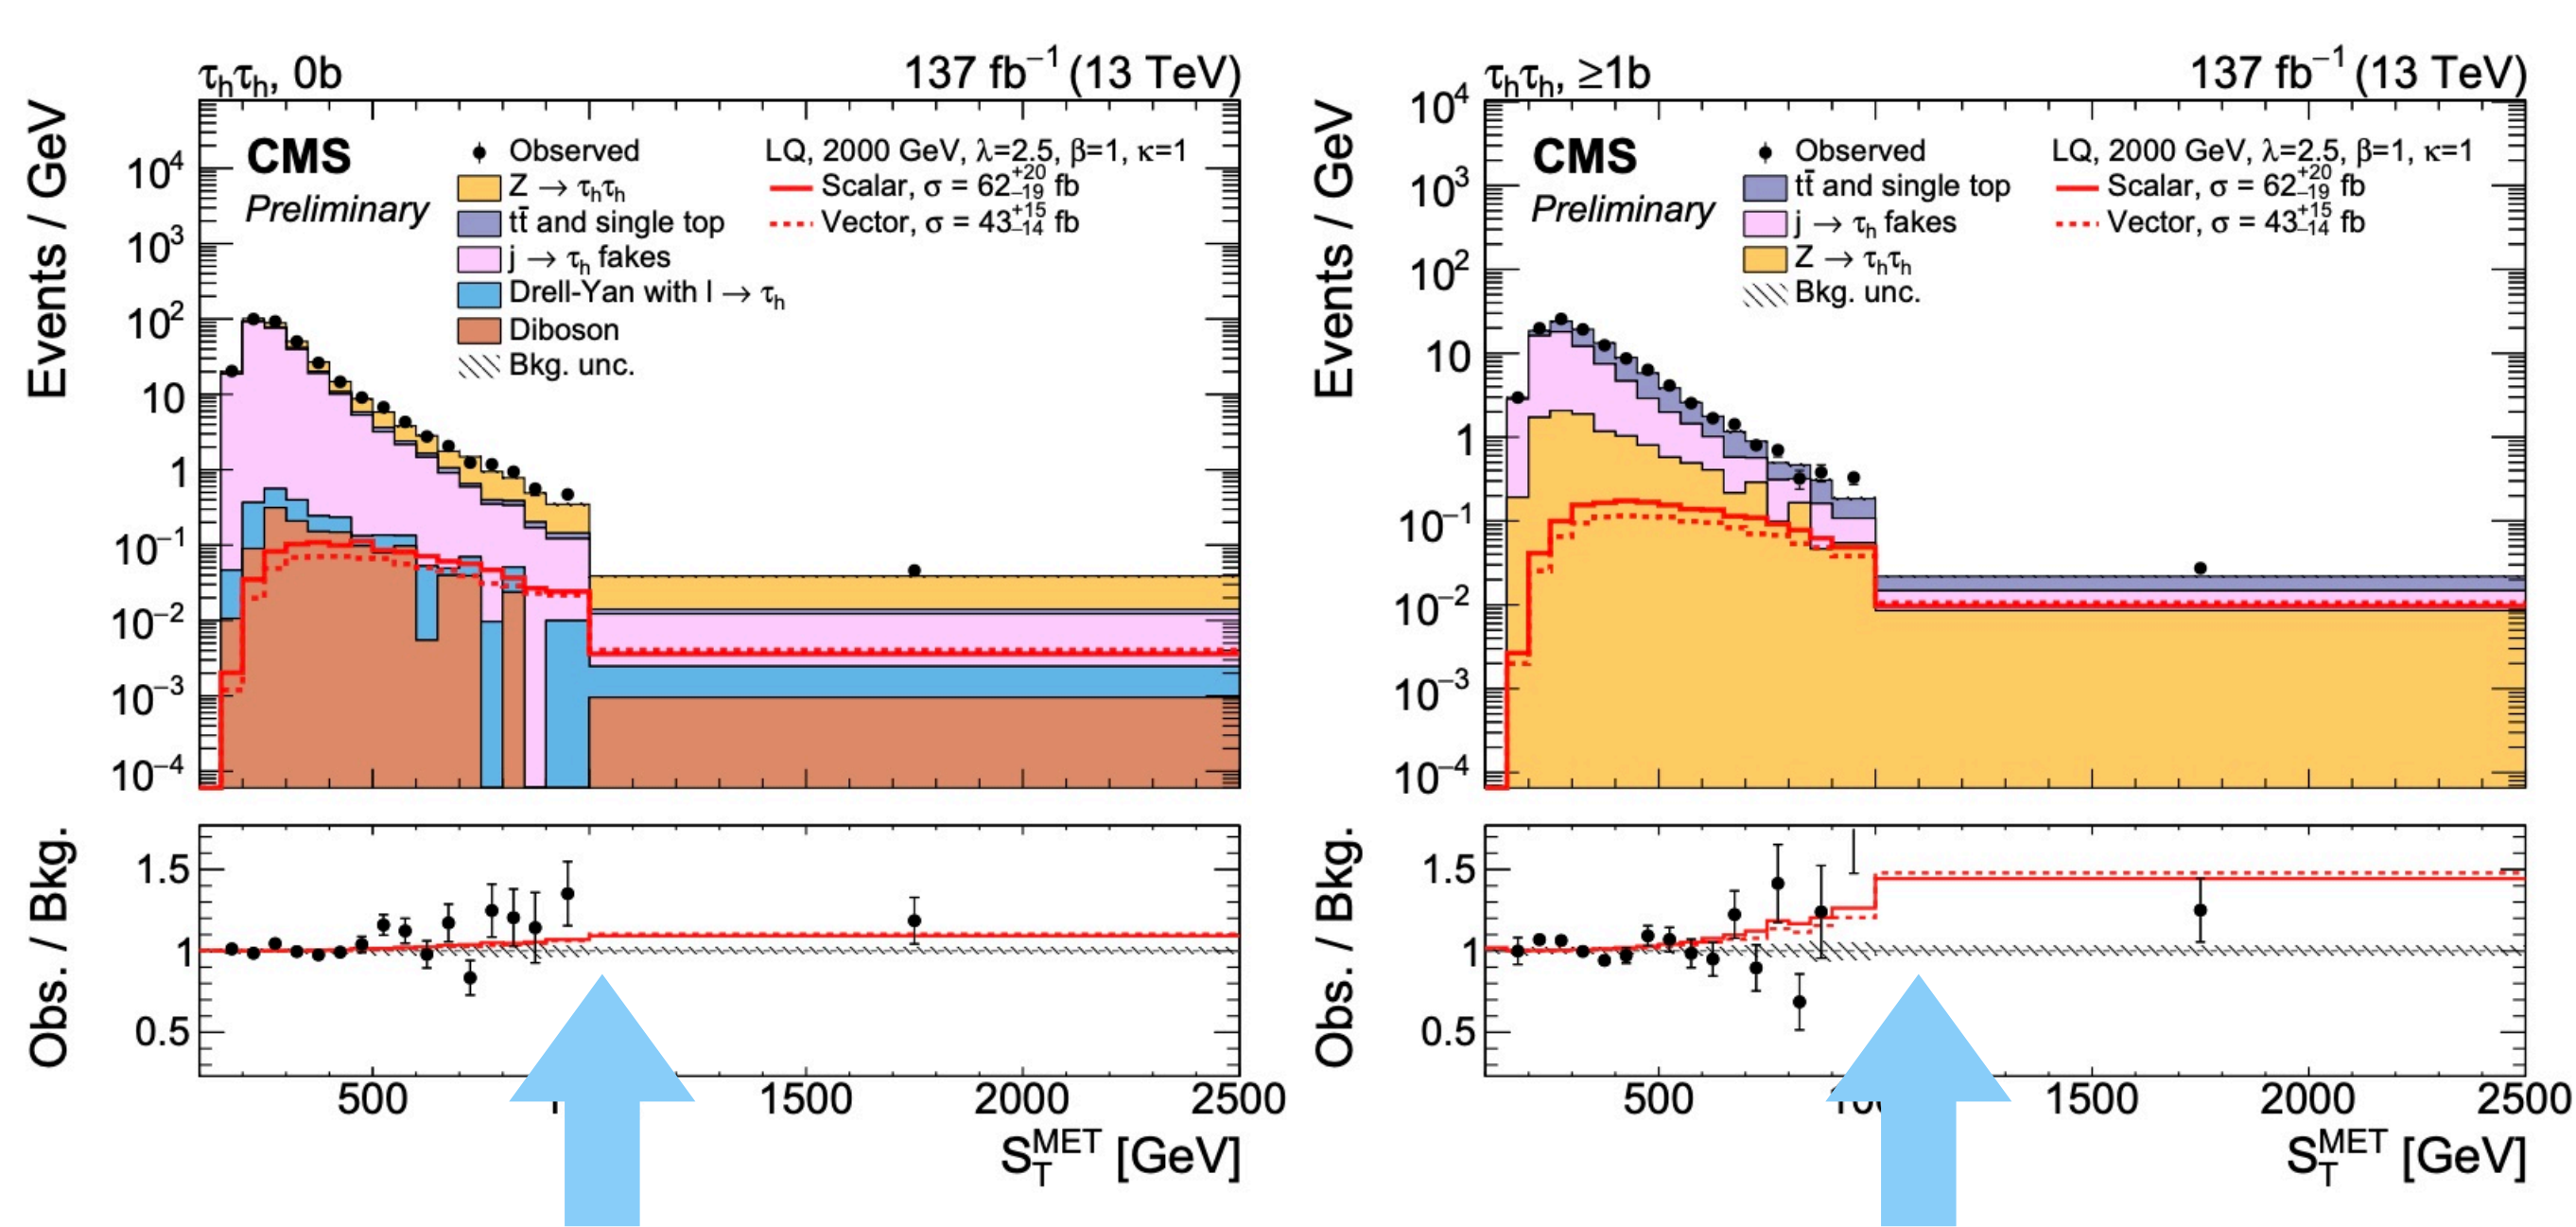 τhτh, 0b
137 fb⁻¹ (13 TeV)
Events / GeV
CMS
Preliminary
Observed
Z → τhτh
tt̄ and single top
j → τh fakes
Drell-Yan with l → τh
Diboson
Bkg. unc.
LQ, 2000 GeV, λ=2.5, β=1, κ=1
Scalar, σ = 62+20−19 fb
Vector, σ = 43+15−14 fb
10⁴
10³
10²
10
1
10⁻¹
10⁻²
10⁻³
10⁻⁴
Obs. / Bkg.
1.5
1
0.5
500
1500
2000
2500
STMET [GeV]
τhτh, ≥1b
137 fb⁻¹ (13 TeV)
Events / GeV
CMS
Preliminary
Observed
tt̄ and single top
j → τh fakes
Z → τhτh
Bkg. unc.
LQ, 2000 GeV, λ=2.5, β=1, κ=1
Scalar, σ = 62+20−19 fb
Vector, σ = 43+15−14 fb
10⁴
10³
10²
10
1
10⁻¹
10⁻²
10⁻³
10⁻⁴
Obs. / Bkg.
1.5
1
0.5
500
1500
2000
2500
STMET [GeV]